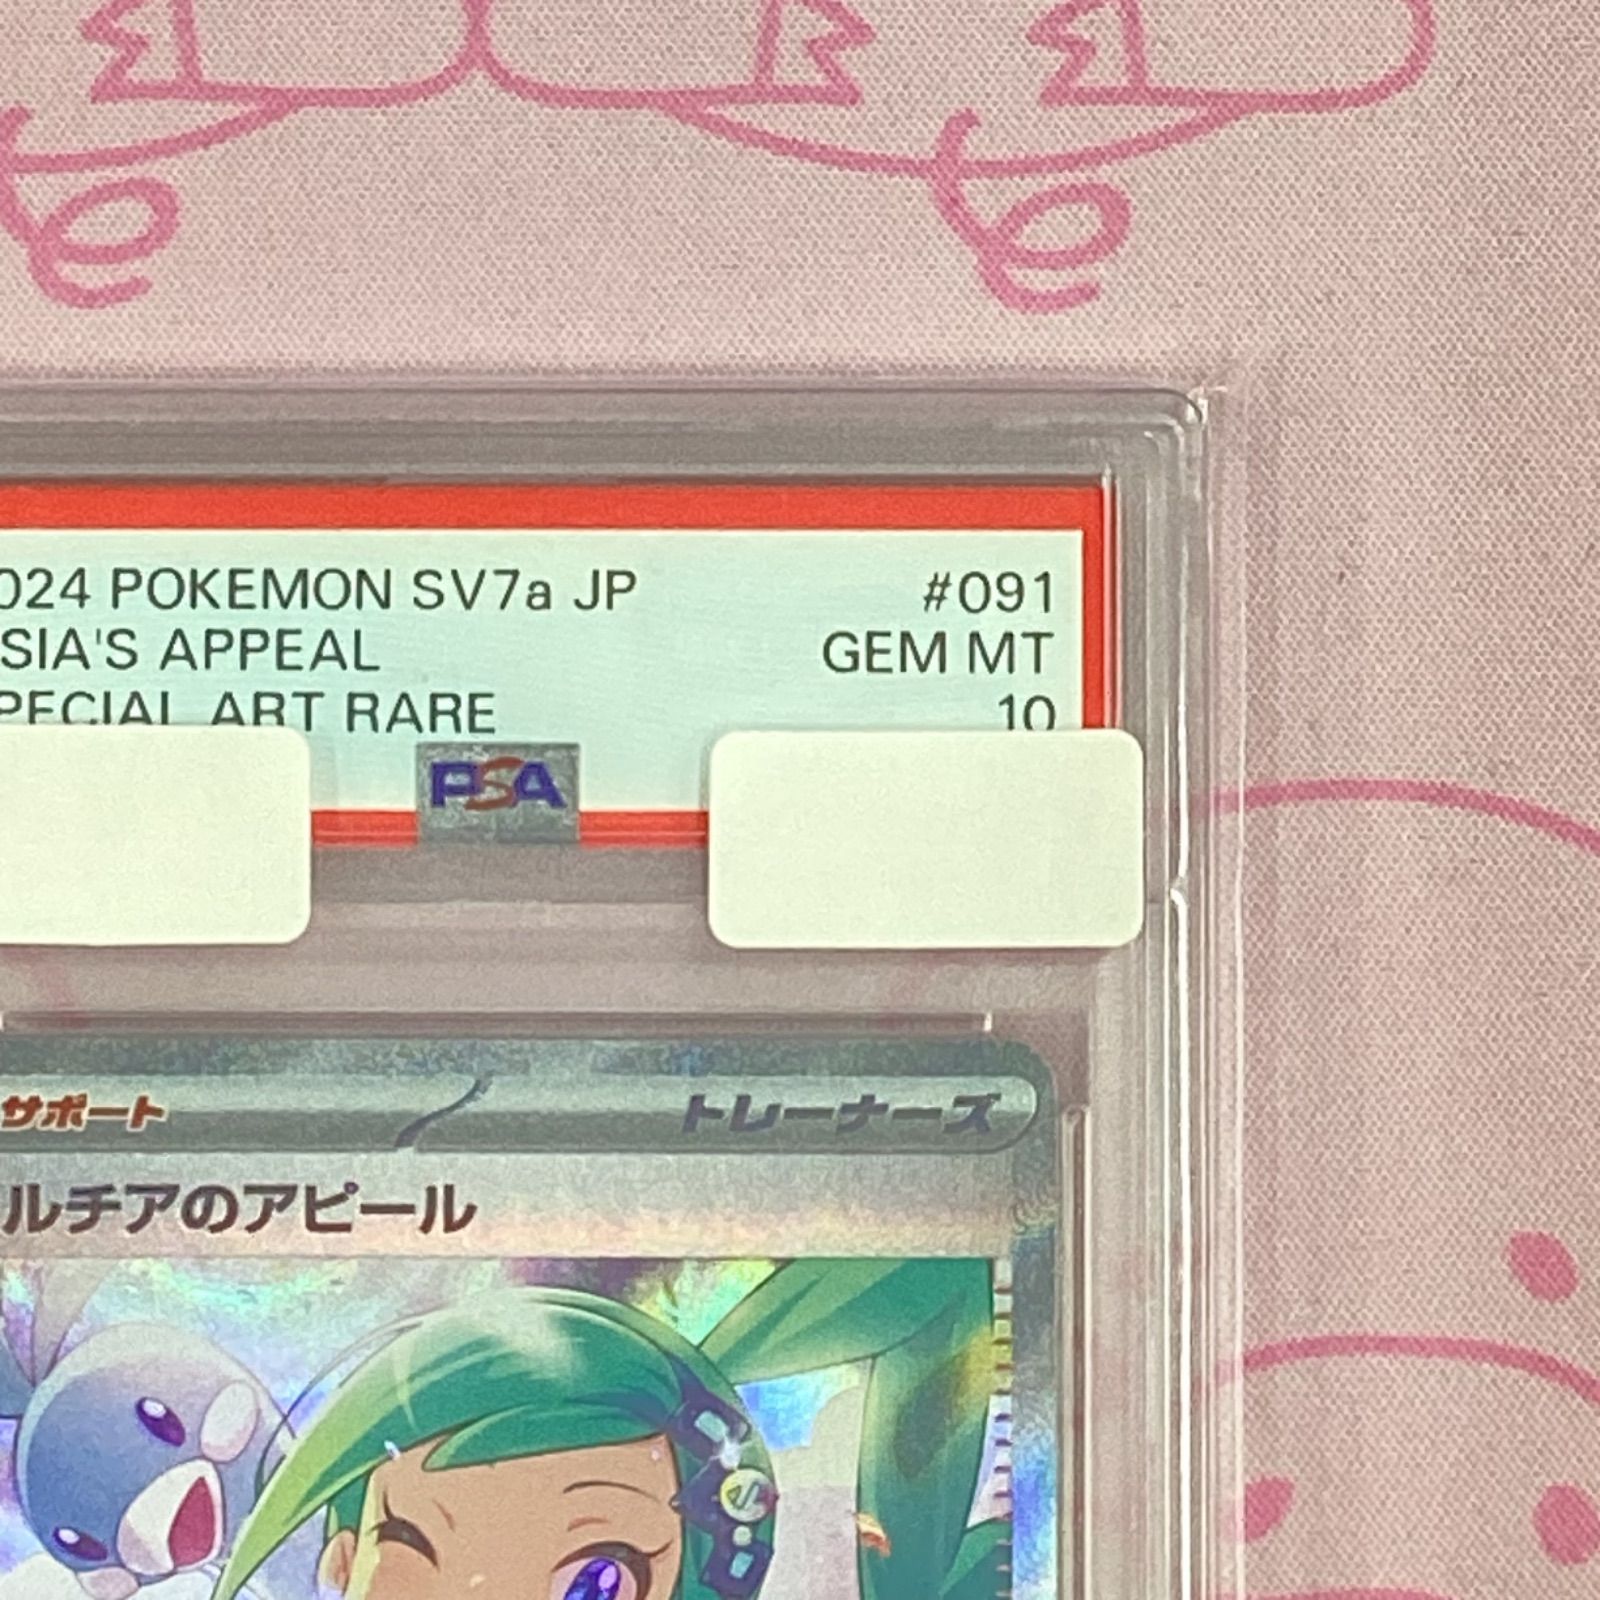 024 POKEMON SV7a JP #091
SIA'S APPEAL GEM MT
PECIAL ART RARE 10
PSA
サポート トレーナーズ
ルチアのアピール